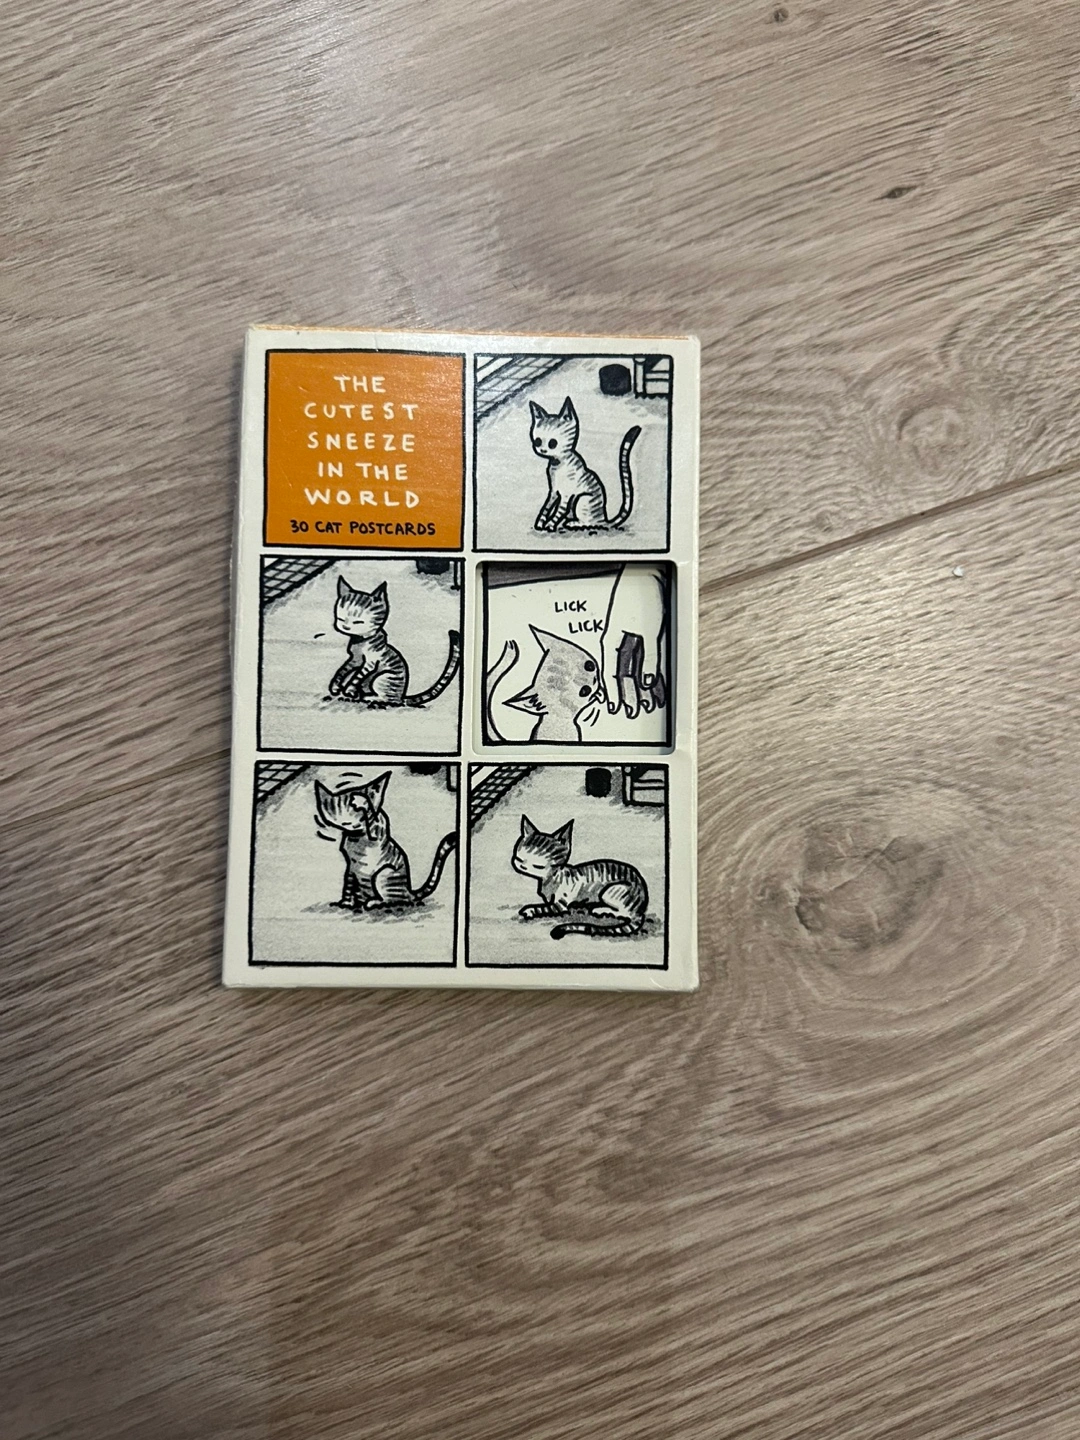 THE
CUTEST
SNEEZE
IN THE
WORLD
30 CAT POSTCARDS
LICK
LICK